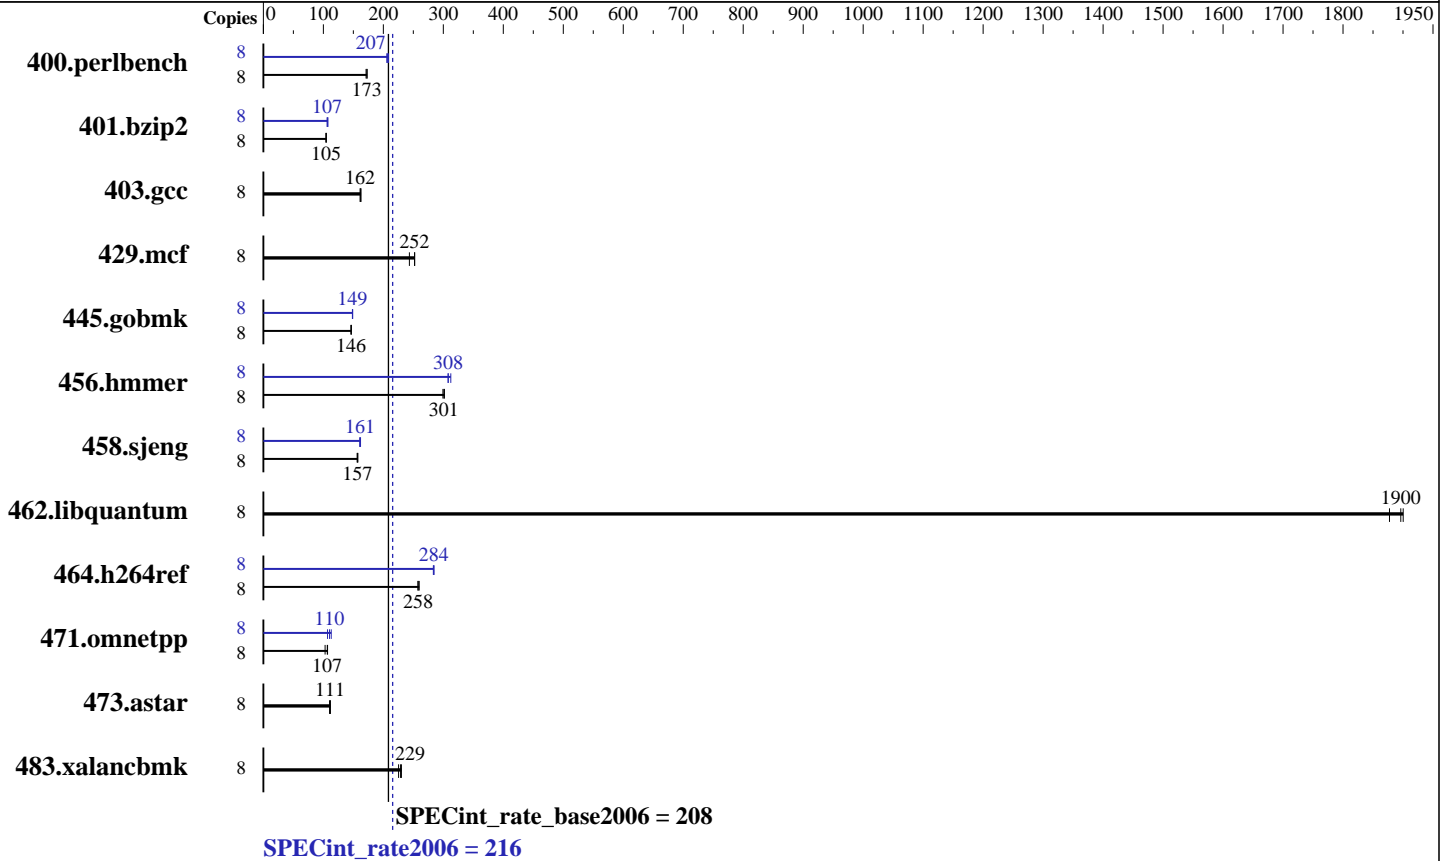 Copies 0 100 200 300 400 500 600 700 800 900 1000 1100 1200 1300 1400 1500 1600 1700 1800 1950
400.perlbench 8 207
8 173
401.bzip2 8 107
8 105
403.gcc 8 162
429.mcf 8 252
445.gobmk 8 149
8 146
456.hmmer 8 308
8 301
458.sjeng 8 161
8 157
462.libquantum 8 1900
464.h264ref 8 284
8 258
471.omnetpp 8 110
8 107
473.astar 8 111
483.xalancbmk 8 229
SPECint_rate_base2006 = 208
SPECint_rate2006 = 216